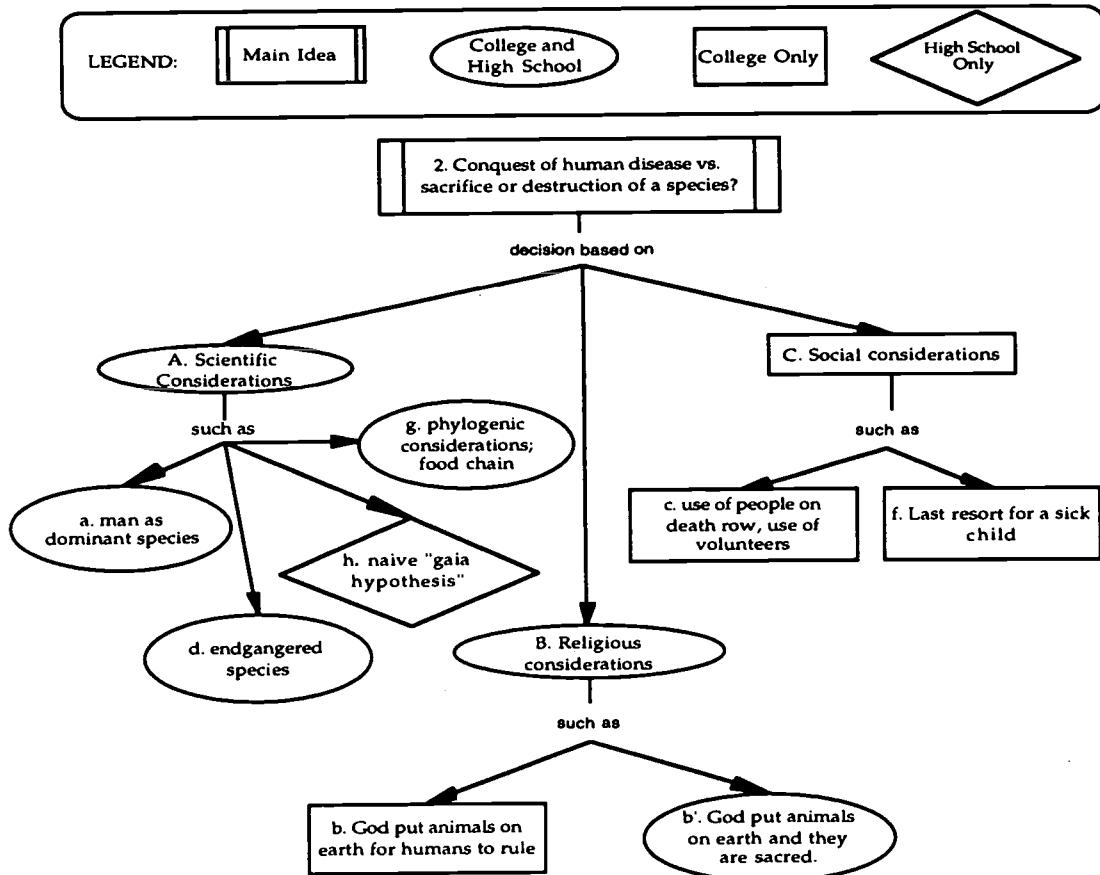 LEGEND:
Main Idea
College and
High School
College Only
High School
Only
2. Conquest of human disease vs.
sacrifice or destruction of a species?
decision based on
A. Scientific
Considerations
C. Social considerations
such as
g. phylogenic
considerations;
food chain
such as
a. man as
dominant species
h. naive "gaia
hypothesis"
c. use of people on
death row, use of
volunteers
f. Last resort for a sick
child
d. endgangered
species
B. Religious
considerations
such as
b. God put animals on
earth for humans to rule
b'. God put animals
on earth and they
are sacred.